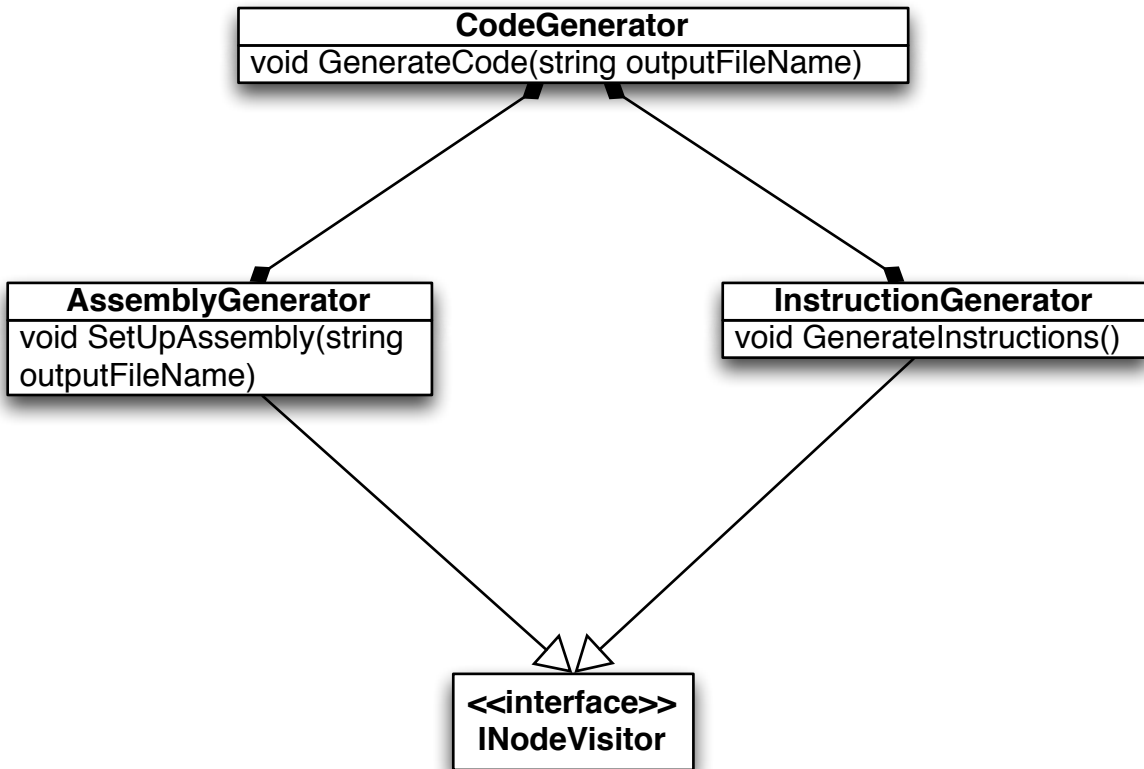 CodeGenerator
void GenerateCode(string outputFileName)
AssemblyGenerator
void SetUpAssembly(string
outputFileName)
InstructionGenerator
void GenerateInstructions()
<<interface>>
INodeVisitor